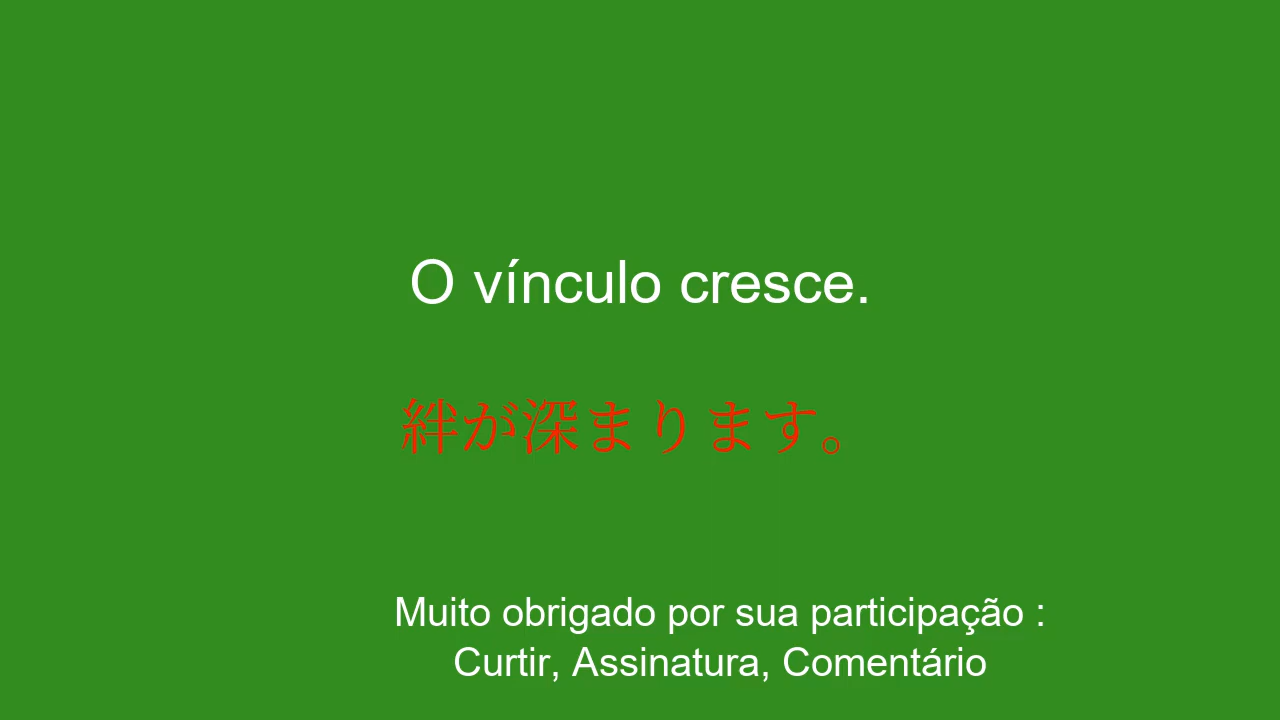 O vínculo cresce.
絆が深まります。
Muito obrigado por sua participação :
Curtir, Assinatura, Comentário